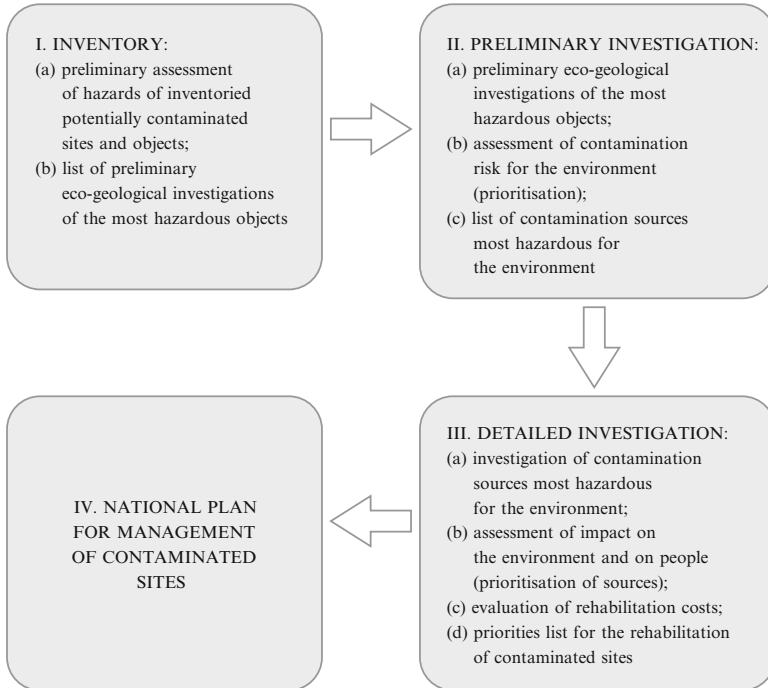 I. INVENTORY:
(a) preliminary assessment
of hazards of inventoried
potentially contaminated
sites and objects;
(b) list of preliminary
eco-geological investigations
of the most hazardous objects
II. PRELIMINARY INVESTIGATION:
(a) preliminary eco-geological
investigations of the most
hazardous objects;
(b) assessment of contamination
risk for the environment
(prioritisation);
(c) list of contamination sources
most hazardous for
the environment
III. DETAILED INVESTIGATION:
(a) investigation of contamination
sources most hazardous
for the environment;
(b) assessment of impact on
the environment and on people
(prioritisation of sources);
(c) evaluation of rehabilitation costs;
(d) priorities list for the rehabilitation
of contaminated sites
IV. NATIONAL PLAN
FOR MANAGEMENT
OF CONTAMINATED
SITES